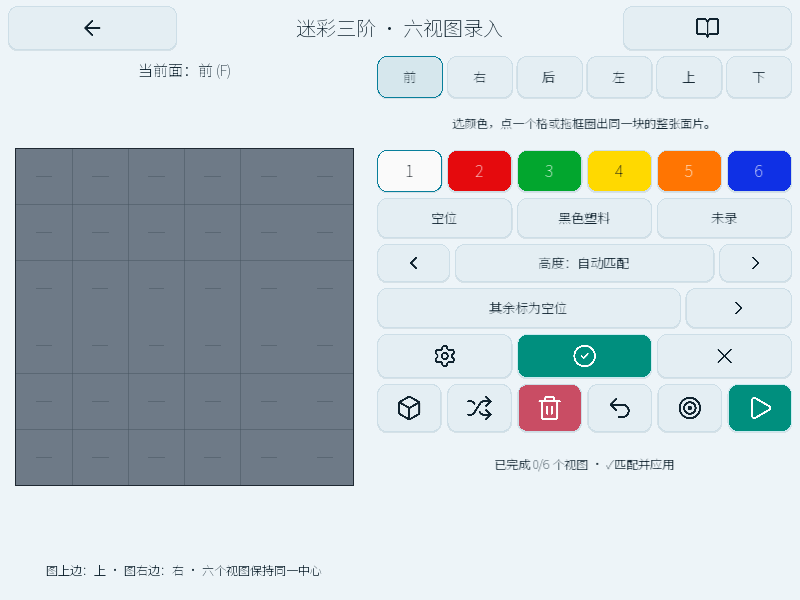 迷彩三阶 · 六视图录入
当前面：前 (F)
前 右 后 左 上 下
选颜色，点一个格或拖框圈出同一块的整张面片。
1 2 3 4 5 6
空位 黑色塑料 未录
高度：自动匹配
其余标为空位
已完成 0/6 个视图 · ✓匹配并应用
图上边：上 · 图右边：右 · 六个视图保持同一中心